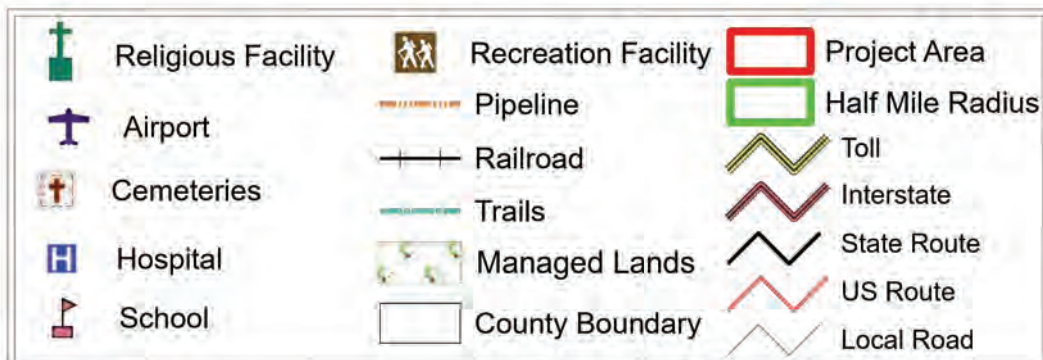 Religious Facility
Airport
Cemeteries
H Hospital
School
Recreation Facility
Pipeline
Railroad
Trails
Managed Lands
County Boundary
Project Area
Half Mile Radius
Toll
Interstate
State Route
US Route
Local Road